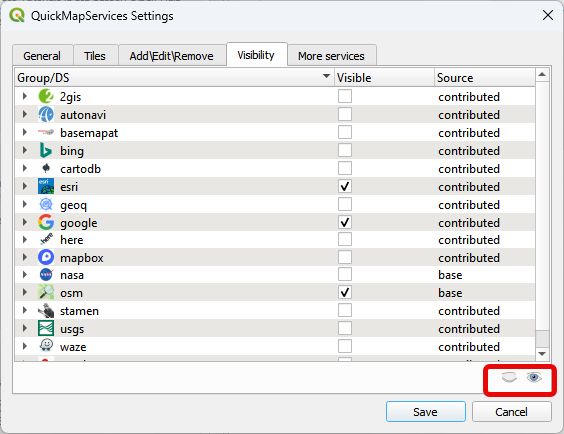 QuickMapServices Settings
General Tiles Add\Edit\Remove Visibility More services
Group/DS Visible Source
2gis contributed
autonavi contributed
basemapat contributed
bing contributed
cartodb contributed
esri contributed
geoq contributed
google contributed
here contributed
mapbox contributed
nasa base
osm base
stamen contributed
usgs contributed
waze contributed
Save Cancel